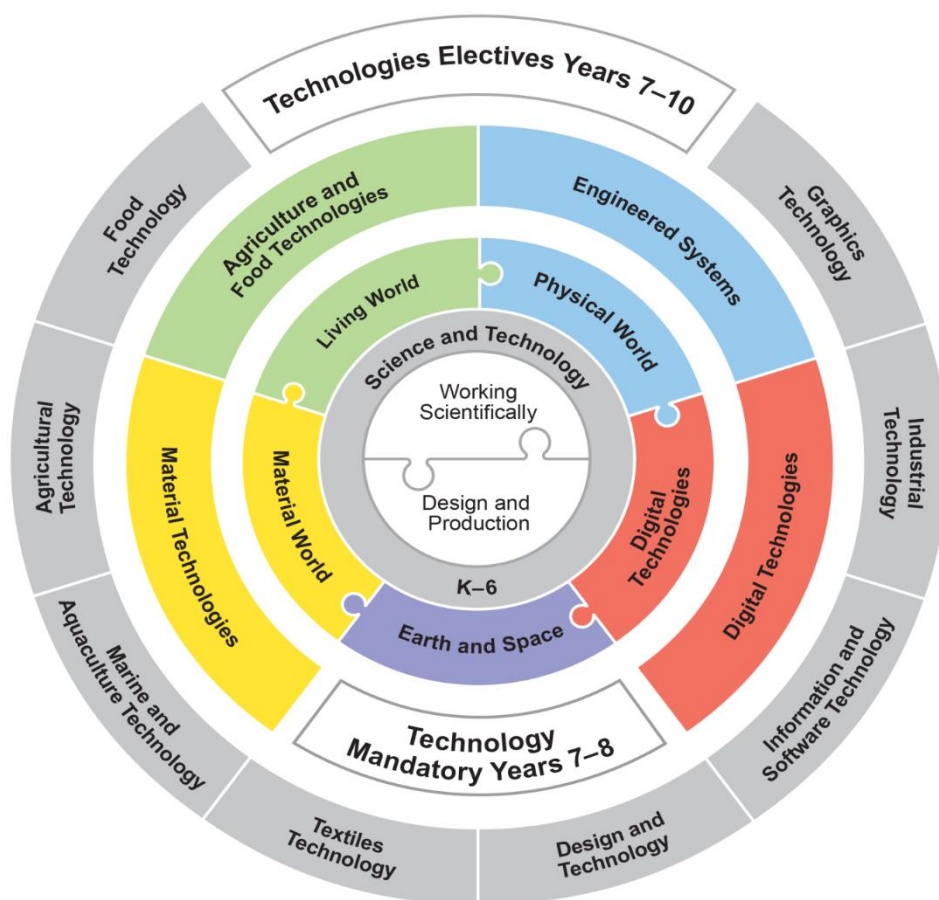 Technologies Electives Years 7–10
Food
Technology
Graphics
Technology
Agriculture and
Food Technologies
Engineered Systems
Living World
Physical World
Science and Technology
Working
Scientifically
Design and
Production
K–6
Agricultural
Technology
Industrial
Technology
Material Technologies
Material World
Digital
Technologies
Digital Technologies
Earth and Space
Marine and
Aquaculture Technology
Information and
Software Technology
Technology
Mandatory Years 7–8
Textiles
Technology
Design and
Technology